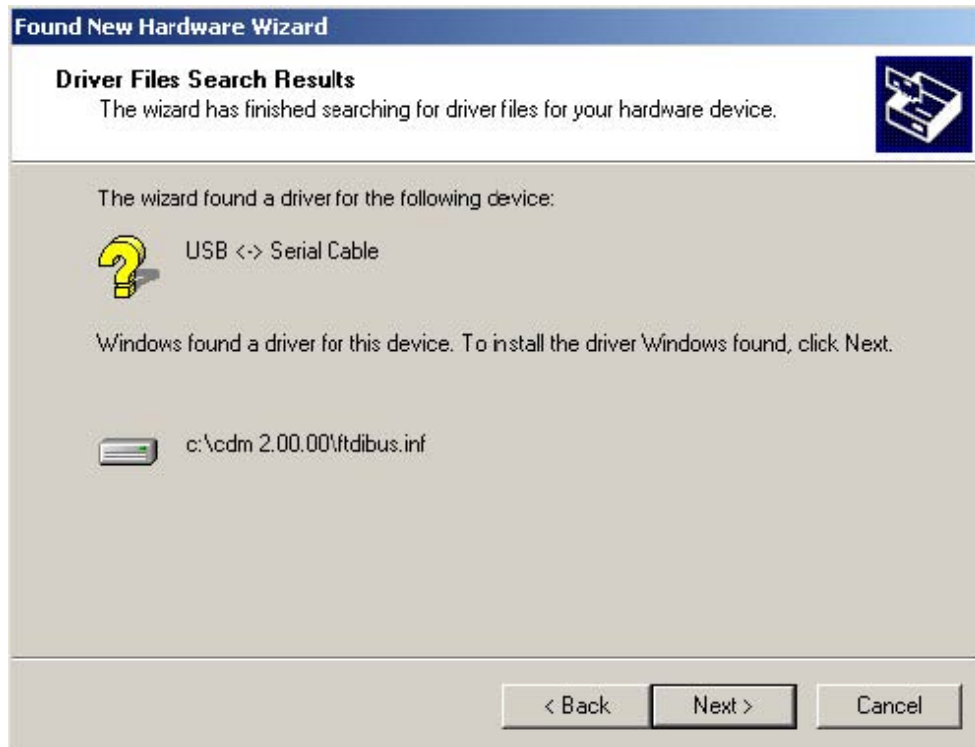 Found New Hardware Wizard
Driver Files Search Results
The wizard has finished searching for driver files for your hardware device.
The wizard found a driver for the following device:
USB <-> Serial Cable
Windows found a driver for this device. To install the driver Windows found, click Next.
c:\cdm 2.00.00\ftdibus.inf
< Back
Next >
Cancel